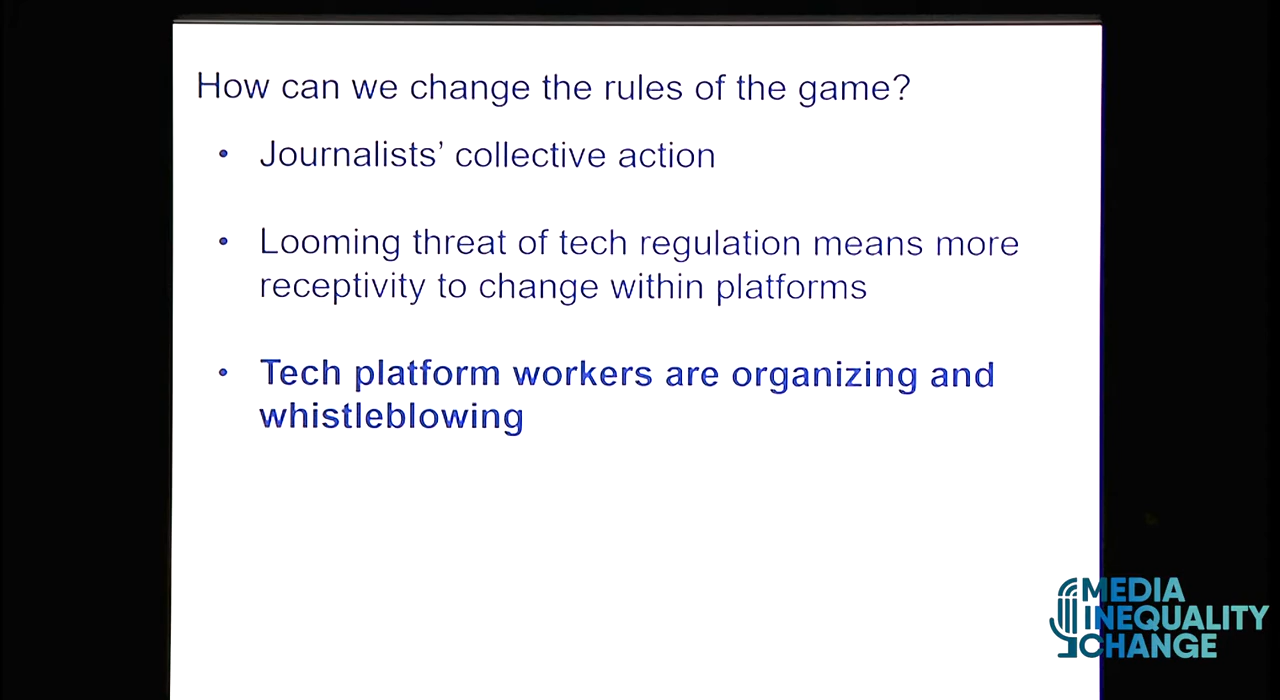 How can we change the rules of the game?
• Journalists’ collective action
• Looming threat of tech regulation means more
receptivity to change within platforms
• Tech platform workers are organizing and
whistleblowing
MEDIA
INEQUALITY
CHANGE